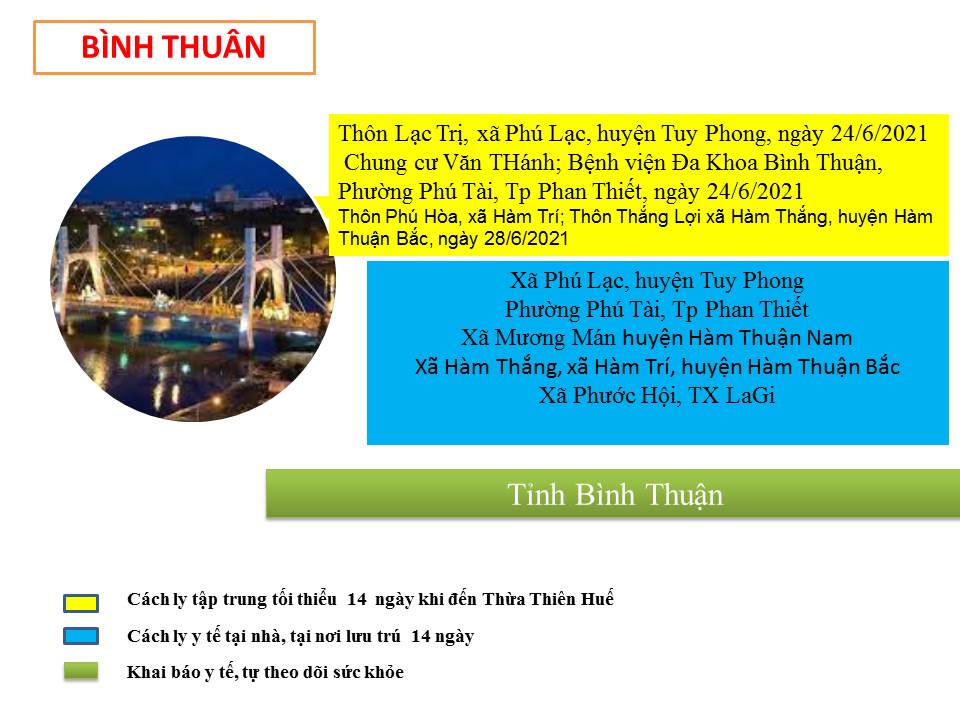 BÌNH THUÂN
Thôn Lạc Trị, xã Phú Lạc, huyện Tuy Phong, ngày 24/6/2021
Chung cư Văn THánh; Bệnh viện Đa Khoa Bình Thuận,
Phường Phú Tài, Tp Phan Thiết, ngày 24/6/2021
Thôn Phú Hòa, xã Hàm Trí; Thôn Thắng Lợi xã Hàm Thắng, huyện Hàm
Thuận Bắc, ngày 28/6/2021
Xã Phú Lạc, huyện Tuy Phong
Phường Phú Tài, Tp Phan Thiết
Xã Mương Mán huyện Hàm Thuận Nam
Xã Hàm Thắng, xã Hàm Trí, huyện Hàm Thuận Bắc
Xã Phước Hội, TX LaGi
Tỉnh Bình Thuận
Cách ly tập trung tối thiểu 14 ngày khi đến Thừa Thiên Huế
Cách ly y tế tại nhà, tại nơi lưu trú 14 ngày
Khai báo y tế, tự theo dõi sức khỏe